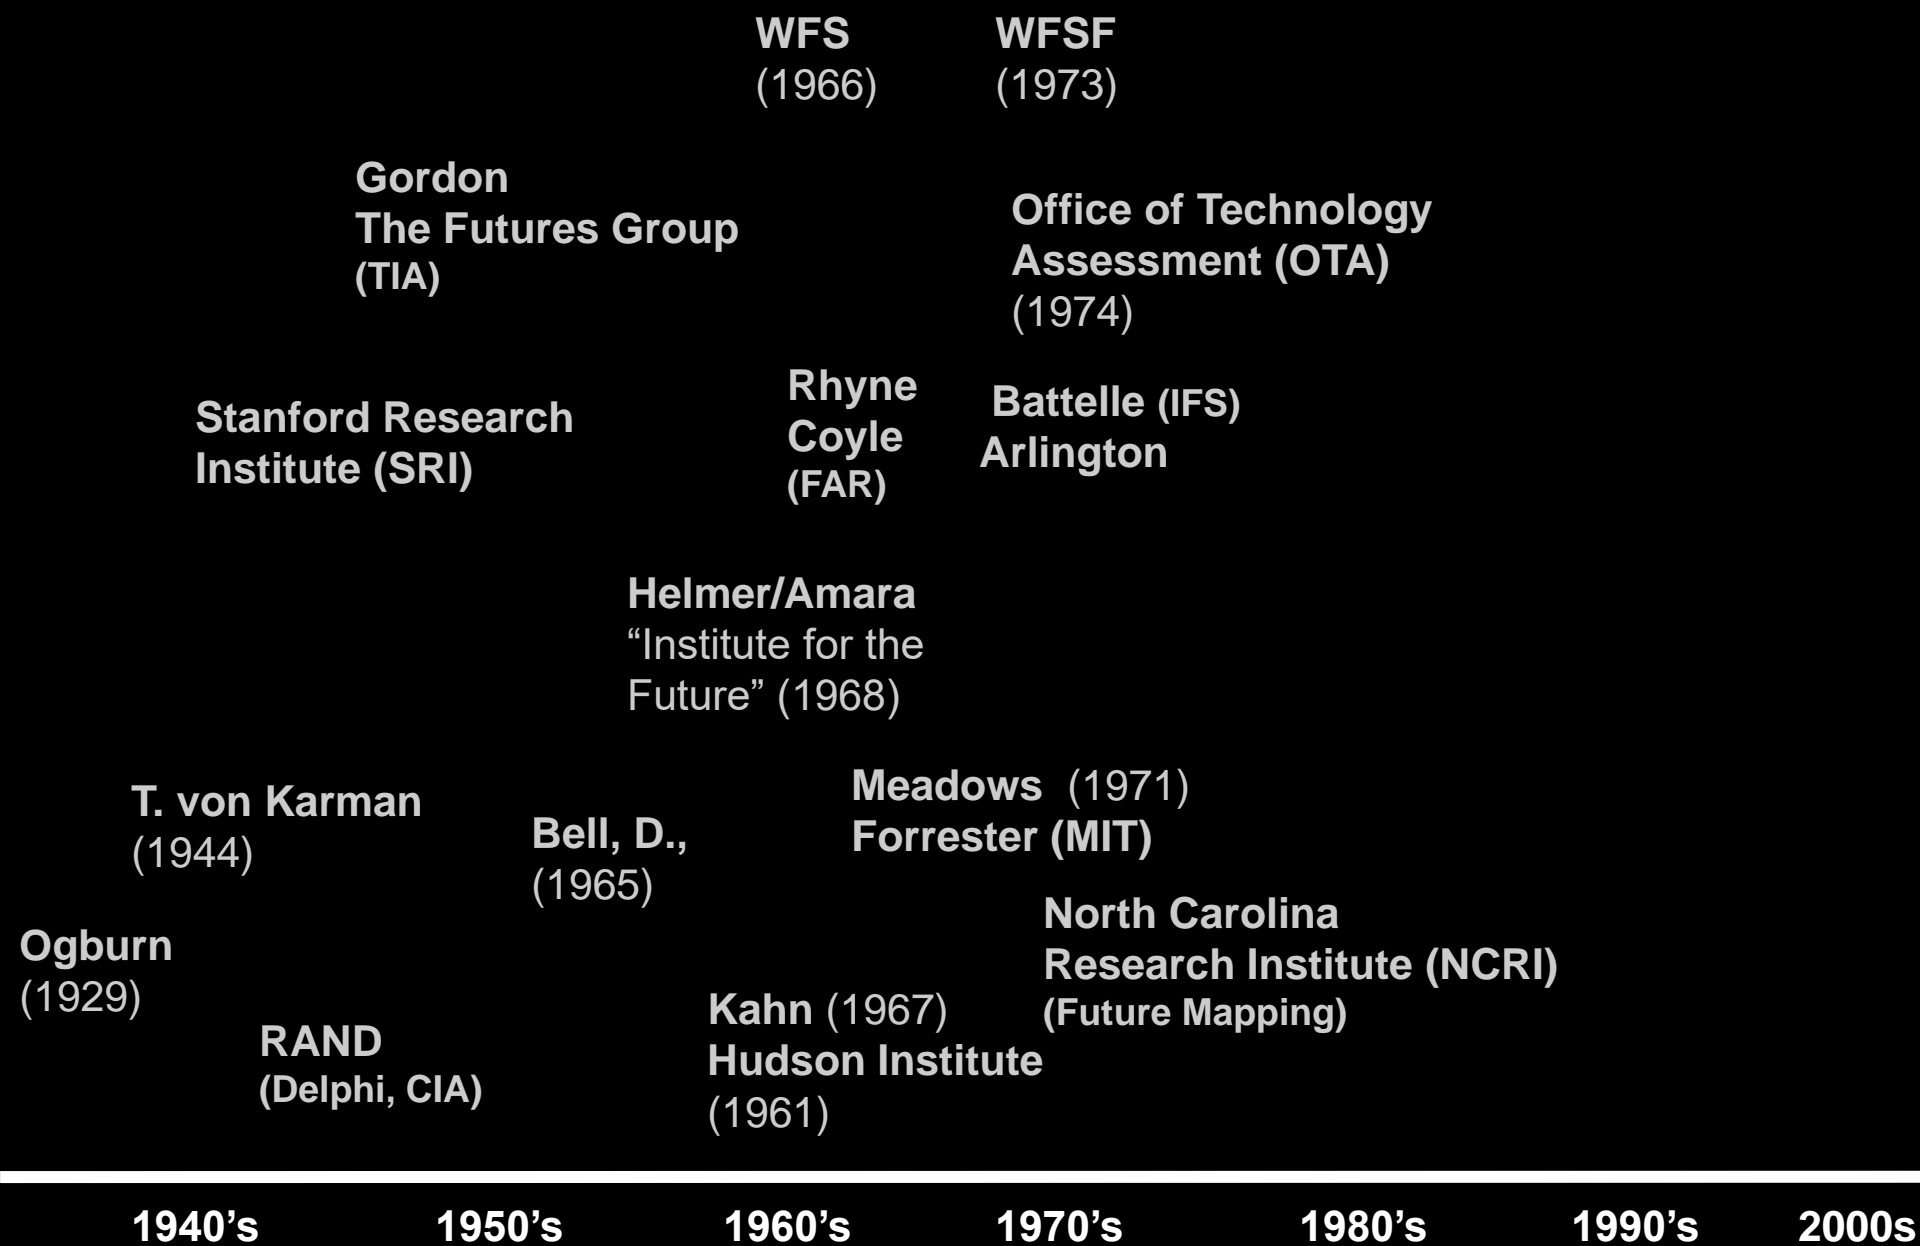 WFS
(1966)
WFSF
(1973)
Gordon
The Futures Group
(TIA)
Office of Technology
Assessment (OTA)
(1974)
Stanford Research
Institute (SRI)
Rhyne
Coyle
(FAR)
Battelle (IFS)
Arlington
Helmer/Amara
“Institute for the
Future” (1968)
T. von Karman
(1944)
Bell, D.,
(1965)
Meadows (1971)
Forrester (MIT)
Ogburn
(1929)
North Carolina
Research Institute (NCRI)
(Future Mapping)
RAND
(Delphi, CIA)
Kahn (1967)
Hudson Institute
(1961)
1940’s 1950’s 1960’s 1970’s 1980’s 1990’s 2000s